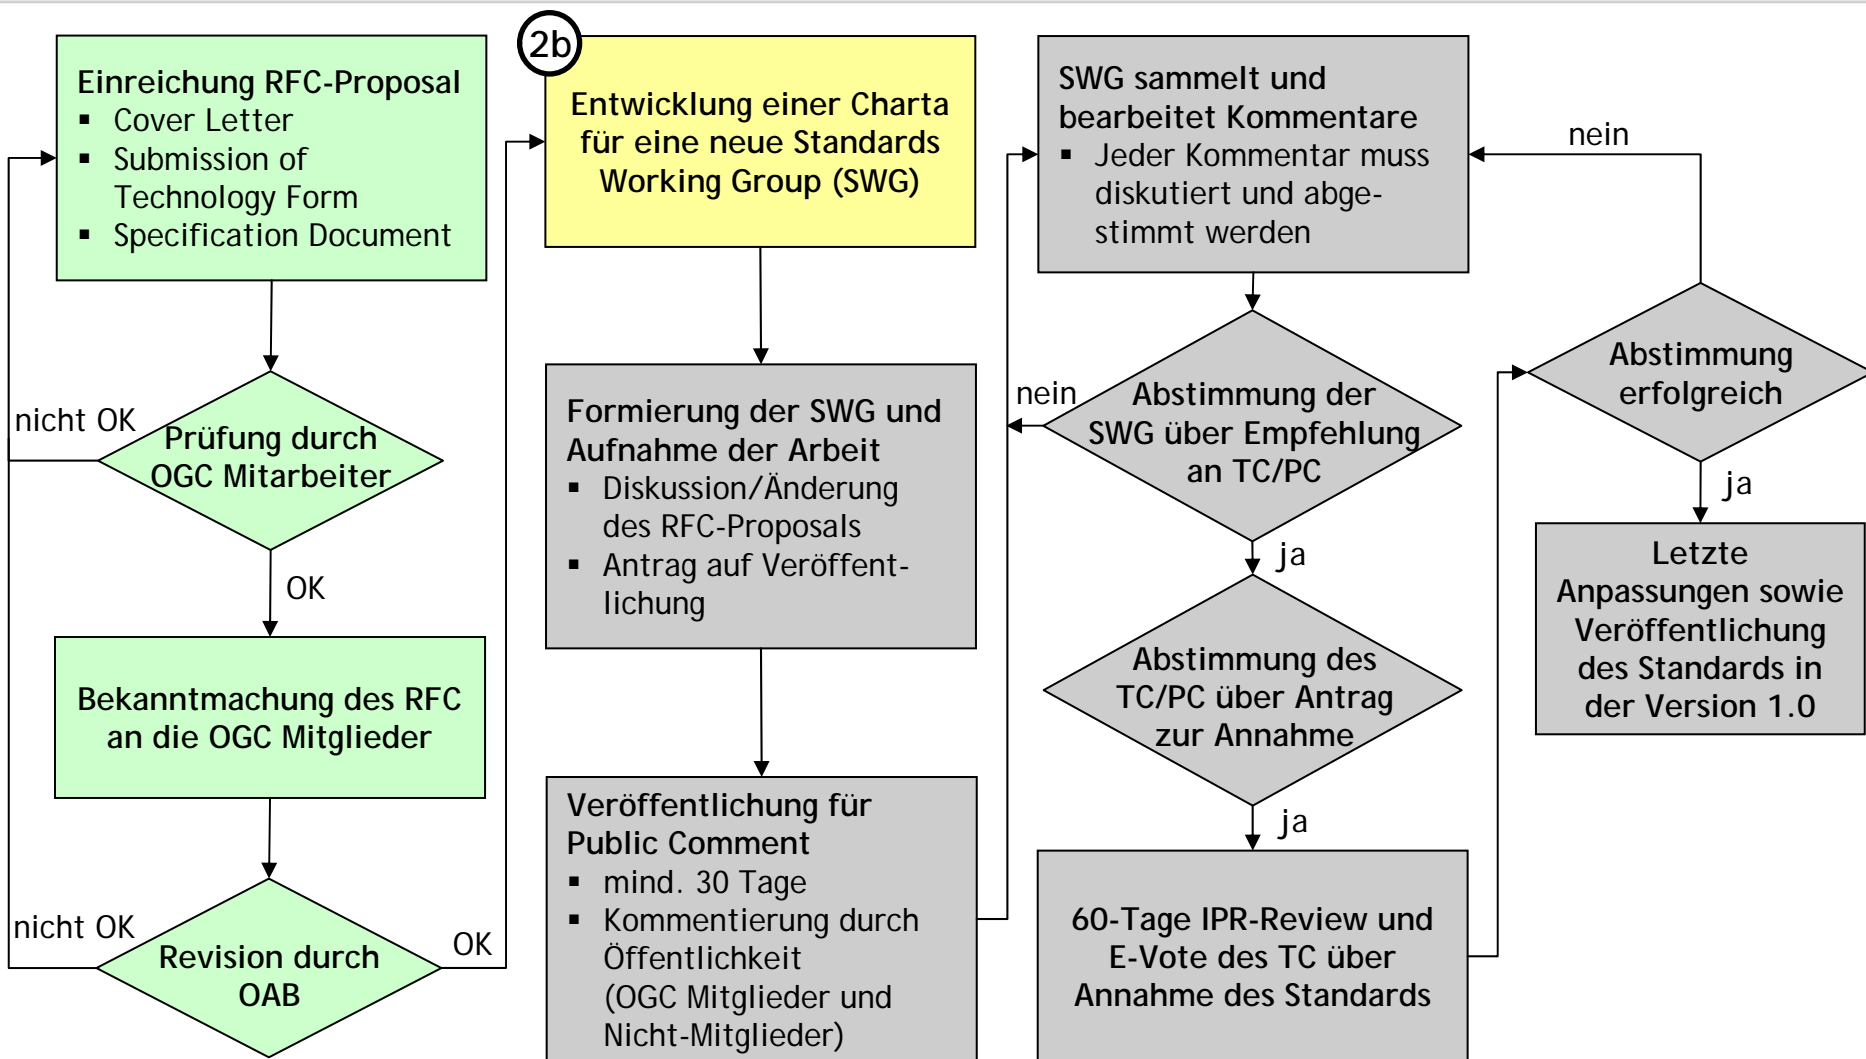 Einreichung RFC-Proposal
▪ Cover Letter
▪ Submission of
Technology Form
▪ Specification Document
nicht OK
Prüfung durch
OGC Mitarbeiter
OK
Bekanntmachung des RFC
an die OGC Mitglieder
nicht OK
Revision durch
OAB
OK
2b
Entwicklung einer Charta
für eine neue Standards
Working Group (SWG)
Formierung der SWG und
Aufnahme der Arbeit
▪ Diskussion/Änderung
des RFC-Proposals
▪ Antrag auf Veröffent-
lichung
Veröffentlichung für
Public Comment
▪ mind. 30 Tage
▪ Kommentierung durch
Öffentlichkeit
(OGC Mitglieder und
Nicht-Mitglieder)
SWG sammelt und
bearbeitet Kommentare
▪ Jeder Kommentar muss
diskutiert und abge-
stimmt werden
nein
Abstimmung der
SWG über Empfehlung
an TC/PC
ja
Abstimmung des
TC/PC über Antrag
zur Annahme
ja
60-Tage IPR-Review und
E-Vote des TC über
Annahme des Standards
nein
Abstimmung
erfolgreich
ja
Letzte
Anpassungen sowie
Veröffentlichung
des Standards in
der Version 1.0